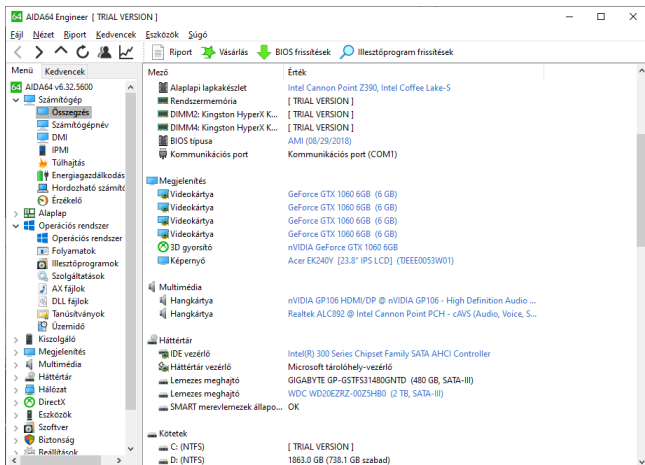 AIDA64 Engineer [ TRIAL VERSION ]
Fájl Nézet Riport Kedvencek Eszközök Súgó
Riport Vásárlás BIOS frissítések Illesztőprogram frissítések
Menü Kedvencek
AIDA64 v6.32.5600
Számítógép
Összegzés
Számítógépnév
DMI
IPMI
Túlhajtás
Energiagazdálkodás
Hordozható számító
Érzékelő
Alaplap
Operációs rendszer
Operációs rendszer
Folyamatok
Illesztőprogramok
Szolgáltatások
AX fájlok
DLL fájlok
Tanúsítványok
Üzemidő
Kiszolgáló
Megjelenítés
Multimédia
Háttértár
Hálózat
DirectX
Eszközök
Szoftver
Biztonság
Beállítások
Mező Érték
Alaplapi lapkakészlet Intel Cannon Point Z390, Intel Coffee Lake-S
Rendszermemória [ TRIAL VERSION ]
DIMM2: Kingston HyperX K... [ TRIAL VERSION ]
DIMM4: Kingston HyperX K... [ TRIAL VERSION ]
BIOS típusa AMI (08/29/2018)
Kommunikációs port Kommunikációs port (COM1)
Megjelenítés
Videokártya GeForce GTX 1060 6GB (6 GB)
Videokártya GeForce GTX 1060 6GB (6 GB)
Videokártya GeForce GTX 1060 6GB (6 GB)
Videokártya GeForce GTX 1060 6GB (6 GB)
3D gyorsító nVIDIA GeForce GTX 1060 6GB
Képernyő Acer EK240Y [23.8" IPS LCD] (TJEEE0053W01)
Multimédia
Hangkártya nVIDIA GP106 HDMI/DP @ nVIDIA GP106 - High Definition Audio ...
Hangkártya Realtek ALC892 @ Intel Cannon Point PCH - cAVS (Audio, Voice, S...
Háttértár
IDE vezérlő Intel(R) 300 Series Chipset Family SATA AHCI Controller
Háttértár vezérlő Microsoft tárolóhely-vezérlő
Lemezes meghajtó GIGABYTE GP-GSTFS31480GNTD (480 GB, SATA-III)
Lemezes meghajtó WDC WD20EZRZ-00Z5HB0 (2 TB, SATA-III)
SMART merevlemezek állapo... OK
Kötetek
C: (NTFS) [ TRIAL VERSION ]
D: (NTFS) 1863.0 GB (738.1 GB szabad)